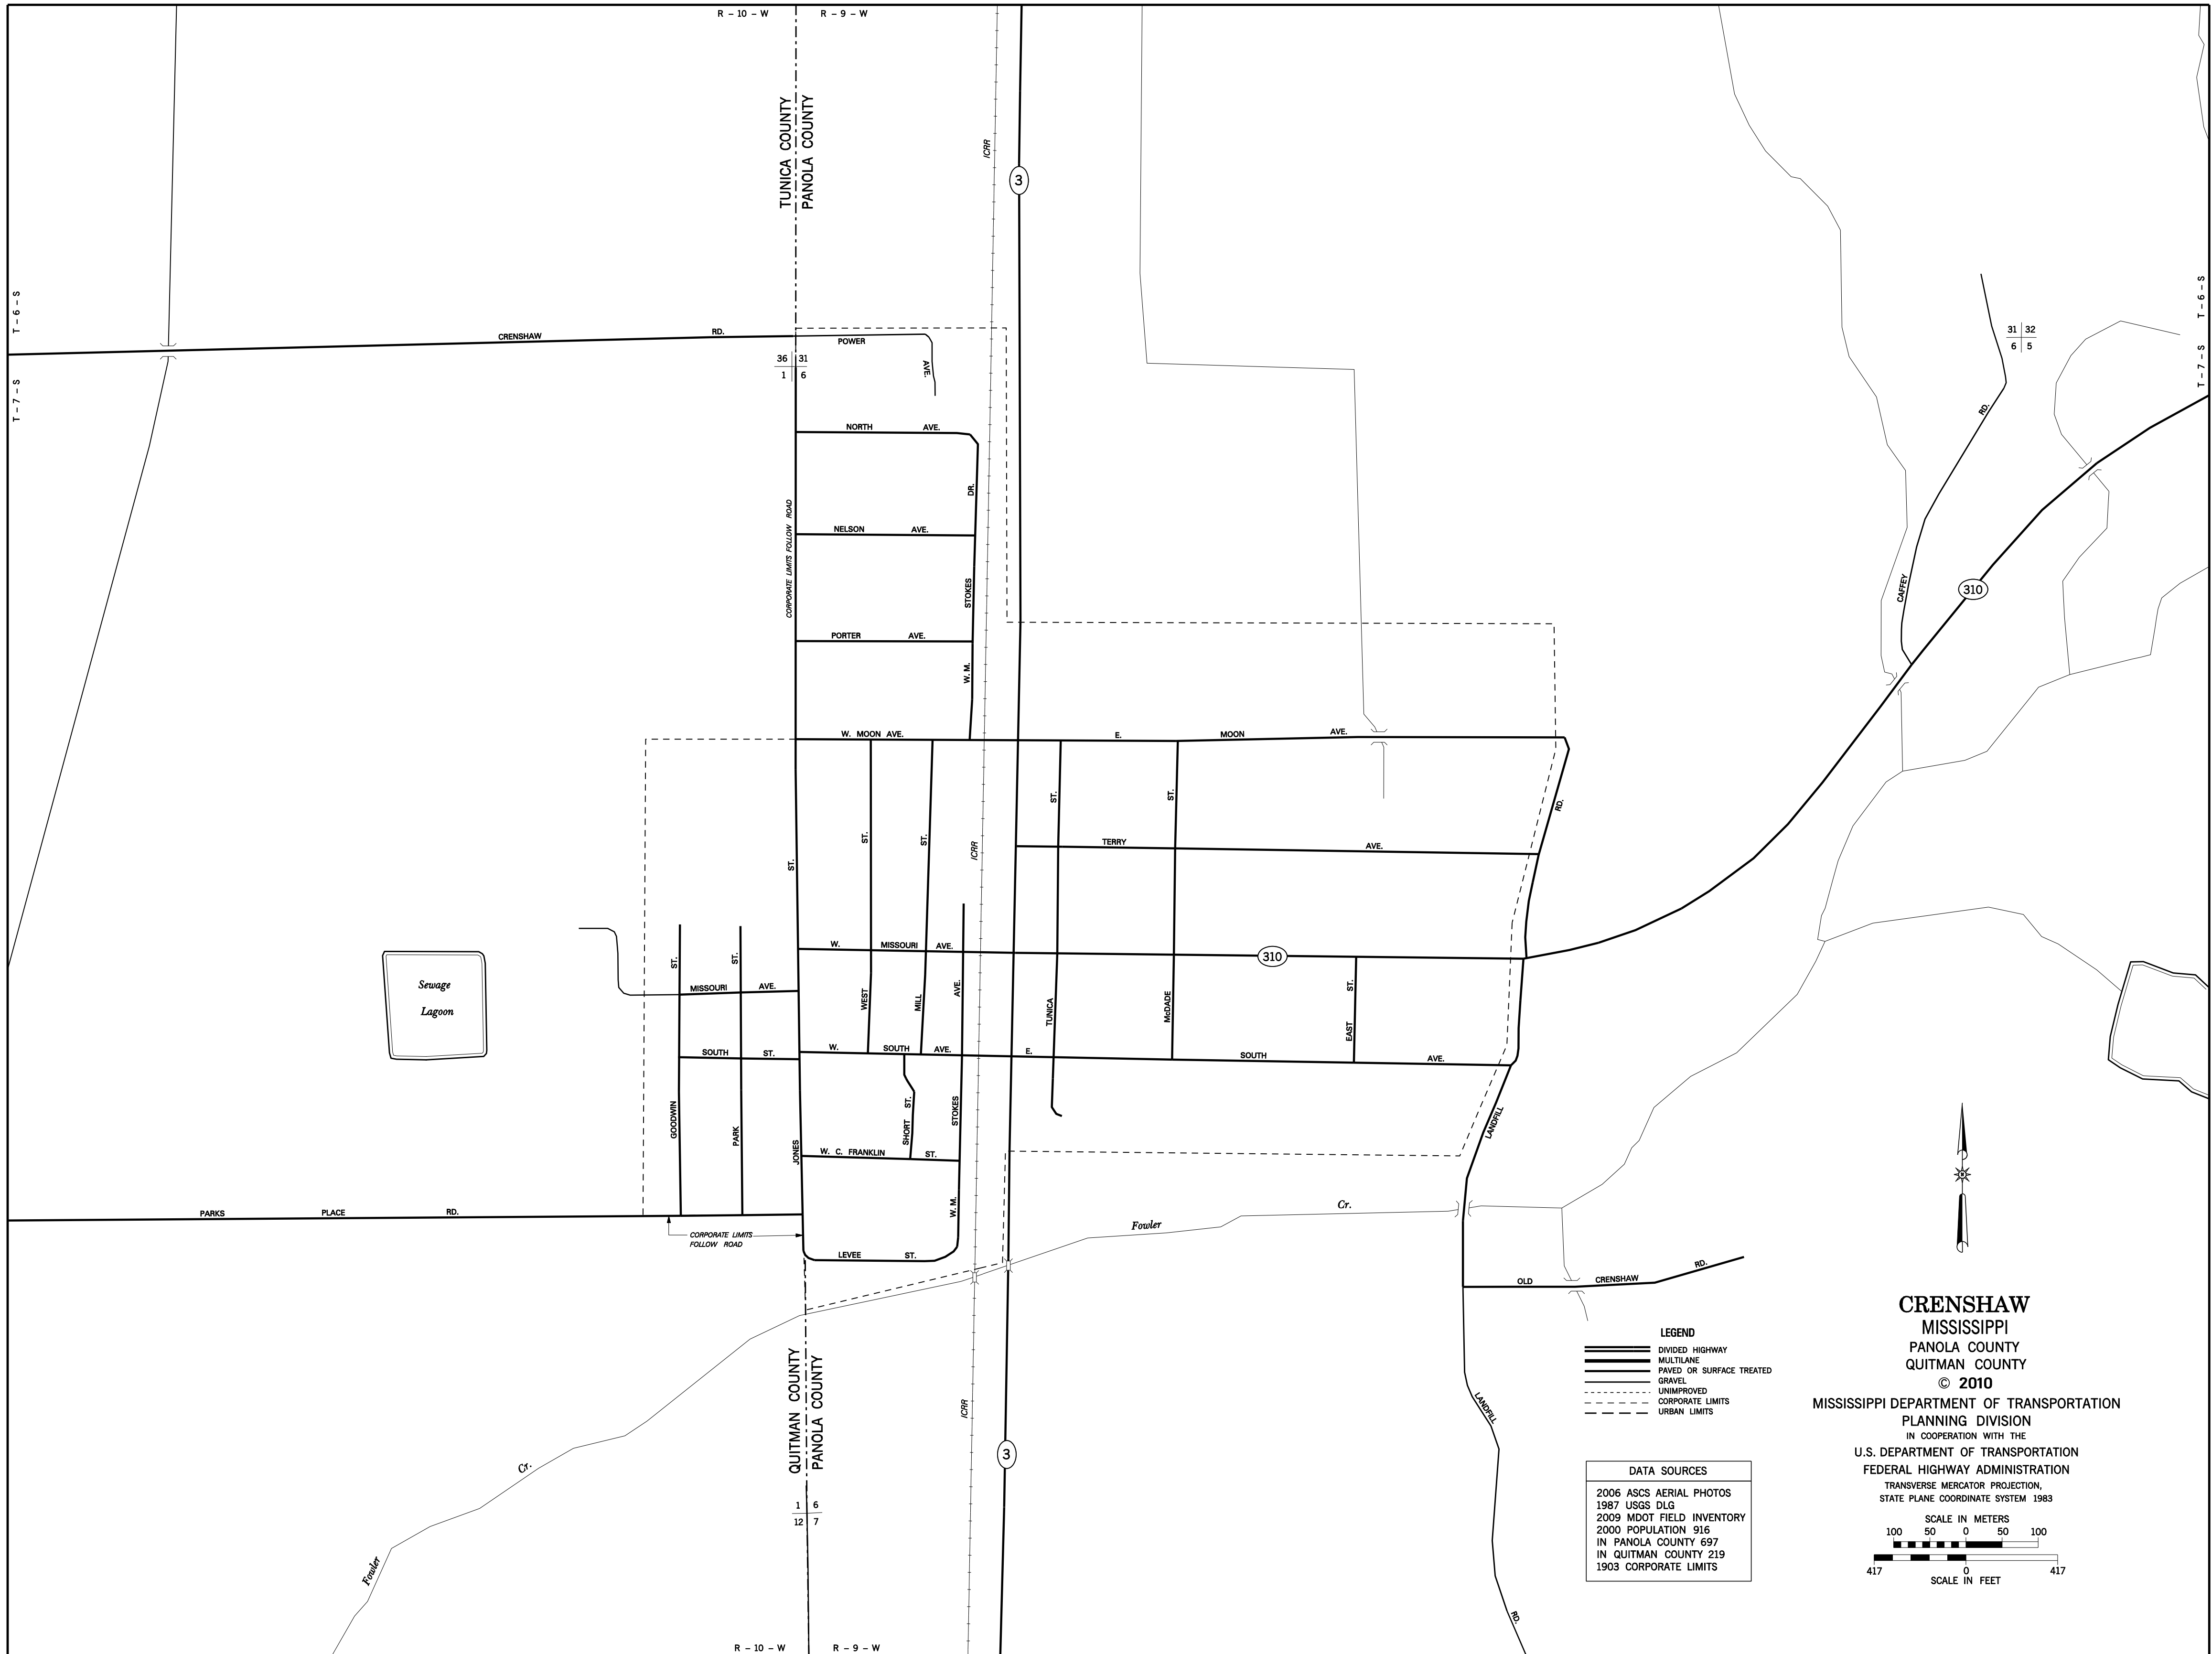 R – 10 – W
R – 9 – W
TUNICA COUNTY
PANOLA COUNTY
ICRR
3
T – 6 – S
T – 6 – S
CRENSHAW RD.
POWER AVE.
36 31
1 6
31 32
6 5
T – 7 – S
T – 7 – S
NORTH AVE.
CAFFEY RD.
W. M. STOKES DR.
CORPORATE LIMITS FOLLOW ROAD
NELSON AVE.
310
PORTER AVE.
W. MOON AVE.
E. MOON AVE.
JONES ST.
WEST ST.
MILL ST.
ICRR
TUNICA ST.
McDADE ST.
LANDFILL RD.
TERRY AVE.
W. MISSOURI AVE.
310
GOODWIN ST.
PARK ST.
W. M. STOKES AVE.
EAST ST.
MISSOURI AVE.
Sewage
Lagoon
SOUTH ST.
W. SOUTH AVE.
E. SOUTH AVE.
SHORT ST.
W. C. FRANKLIN ST.
PARKS PLACE RD.
CORPORATE LIMITS
FOLLOW ROAD
LEVEE ST.
Fowler Cr.
OLD CRENSHAW RD.
QUITMAN COUNTY
PANOLA COUNTY
ICRR
3
LANDFILL RD.
Fowler Cr.
1 6
12 7
R – 10 – W
R – 9 – W
LEGEND
DIVIDED HIGHWAY
MULTILANE
PAVED OR SURFACE TREATED
GRAVEL
UNIMPROVED
CORPORATE LIMITS
URBAN LIMITS
DATA SOURCES
2006 ASCS AERIAL PHOTOS
1987 USGS DLG
2009 MDOT FIELD INVENTORY
2000 POPULATION 916
IN PANOLA COUNTY 697
IN QUITMAN COUNTY 219
1903 CORPORATE LIMITS
CRENSHAW
MISSISSIPPI
PANOLA COUNTY
QUITMAN COUNTY
© 2010
MISSISSIPPI DEPARTMENT OF TRANSPORTATION
PLANNING DIVISION
IN COOPERATION WITH THE
U.S. DEPARTMENT OF TRANSPORTATION
FEDERAL HIGHWAY ADMINISTRATION
TRANSVERSE MERCATOR PROJECTION,
STATE PLANE COORDINATE SYSTEM 1983
SCALE IN METERS
100 50 0 50 100
417 0 417
SCALE IN FEET